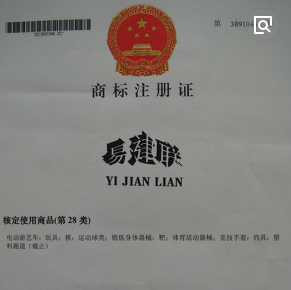 第 389104
商标注册证
易建联
YI JIAN LIAN
核定使用商品(第 28 类)
电动游艺车；玩具；棋；运动球类；锻炼身体器械；靶；体育活动器械；竞技手套；钓具；塑
料跑道（截止）